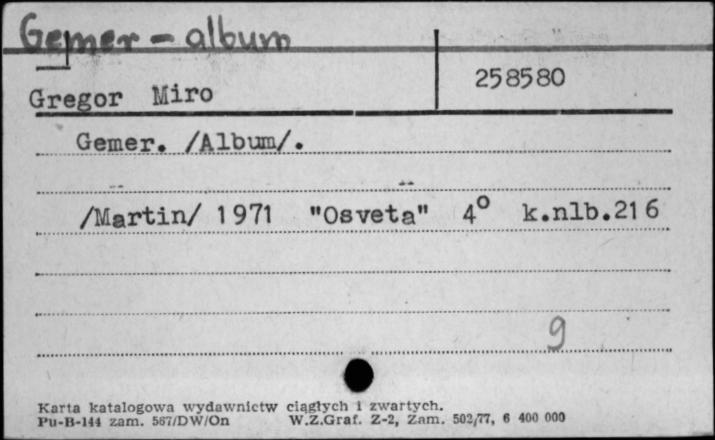 Gemer - album
Gregor Miro
258580
Gemer. /Album/.
/Martin/ 1971 "Osveta" 4° k.nlb.216
9
Karta katalogowa wydawnictw ciągłych i zwartych.
Pu-B-144 zam. 567/DW/On W.Z.Graf. Z-2, Zam. 502/77, 6 400 000